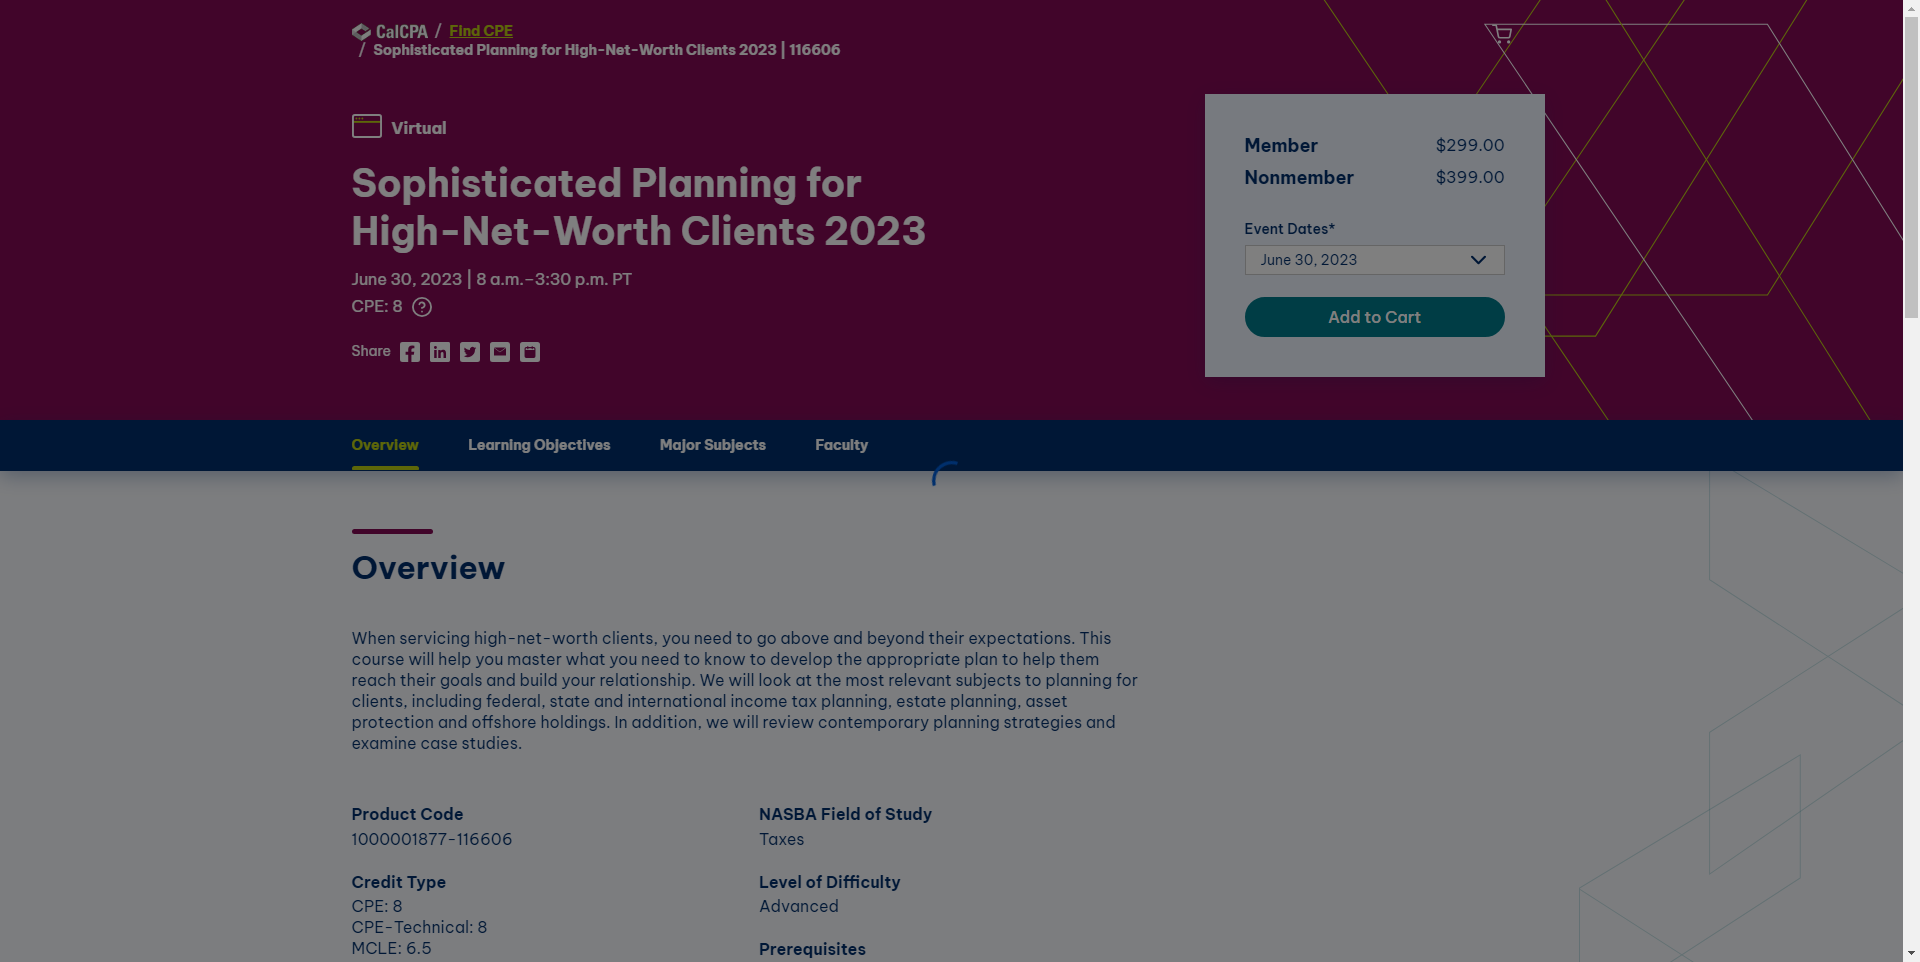 CalCPA / Find CPE
/ Sophisticated Planning for High-Net-Worth Clients 2023 | 116606
Virtual
Sophisticated Planning for
High-Net-Worth Clients 2023
June 30, 2023 | 8 a.m.–3:30 p.m. PT
CPE: 8 ?
Share
Member $299.00
Nonmember $399.00
Event Dates*
June 30, 2023
Add to Cart
Overview Learning Objectives Major Subjects Faculty
Overview
When servicing high-net-worth clients, you need to go above and beyond their expectations. This
course will help you master what you need to know to develop the appropriate plan to help them
reach their goals and build your relationship. We will look at the most relevant subjects to planning for
clients, including federal, state and international income tax planning, estate planning, asset
protection and offshore holdings. In addition, we will review contemporary planning strategies and
examine case studies.
Product Code
1000001877-116606
NASBA Field of Study
Taxes
Credit Type
CPE: 8
CPE-Technical: 8
MCLE: 6.5
Level of Difficulty
Advanced
Prerequisites